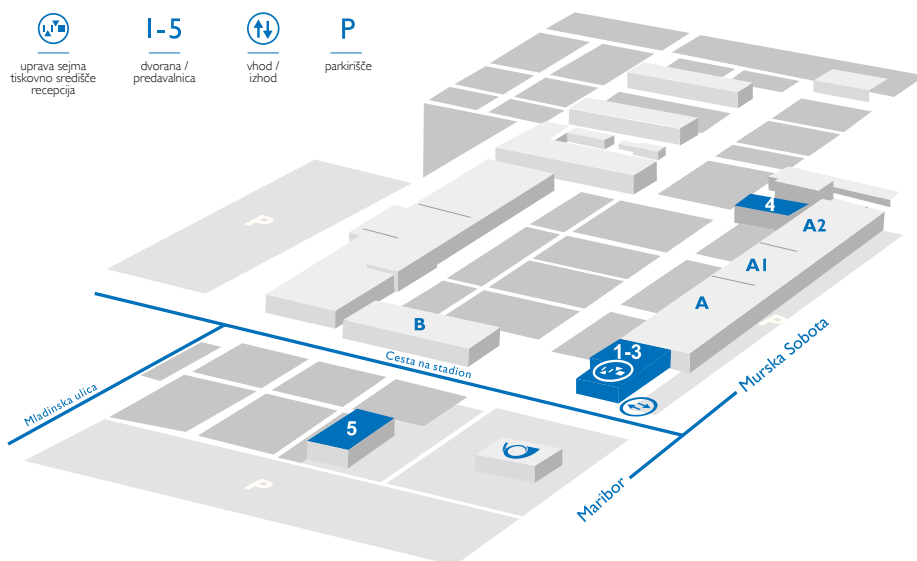 uprava sejma
tiskovno središče
recepcija
1-5
dvorana /
predavalnica
vhod /
izhod
P
parkirišče
P
4
A2
A1
A
B
P
1-3
Cesta na stadion
Murska Sobota
Mladinska ulica
5
P
Maribor